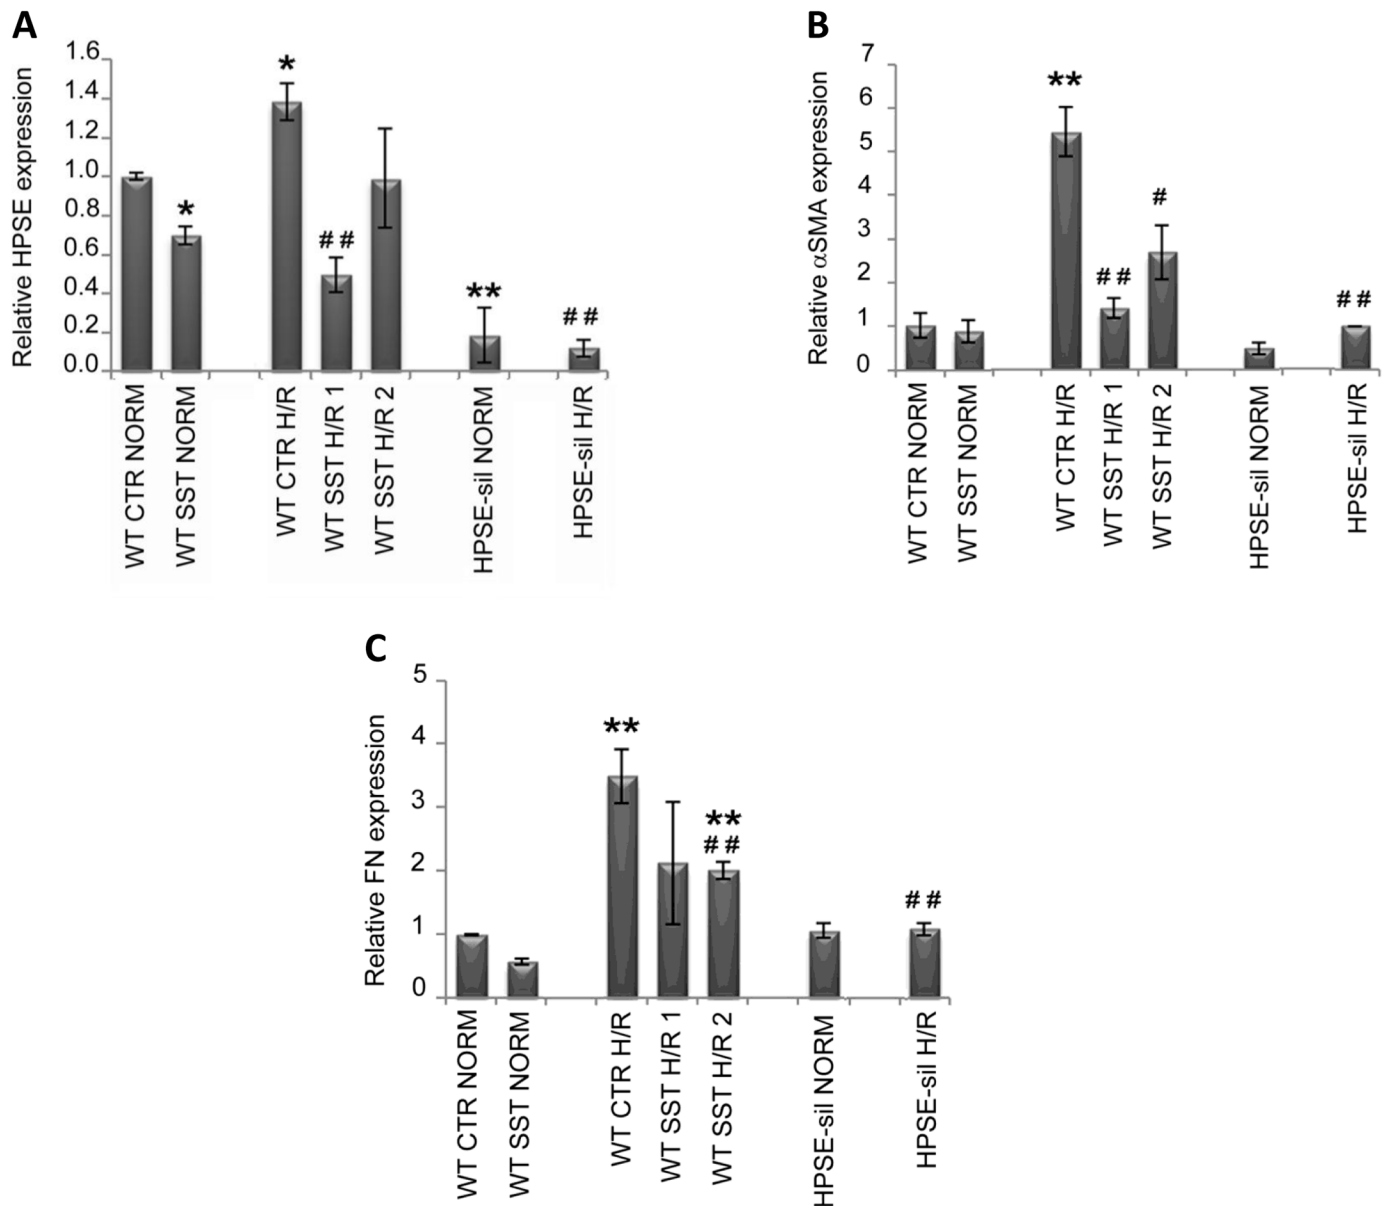 A
Relative HPSE expression
1.6
1.4
1.2
1.0
0.8
0.6
0.4
0.2
0.0
*
*
##
**
##
WT CTR NORM
WT SST NORM
WT CTR H/R
WT SST H/R 1
WT SST H/R 2
HPSE-sil NORM
HPSE-sil H/R
B
Relative αSMA expression
7
6
5
4
3
2
1
0
**
##
#
##
WT CTR NORM
WT SST NORM
WT CTR H/R
WT SST H/R 1
WT SST H/R 2
HPSE-sil NORM
HPSE-sil H/R
C
Relative FN expression
5
4
3
2
1
0
**
**
##
##
WT CTR NORM
WT SST NORM
WT CTR H/R
WT SST H/R 1
WT SST H/R 2
HPSE-sil NORM
HPSE-sil H/R